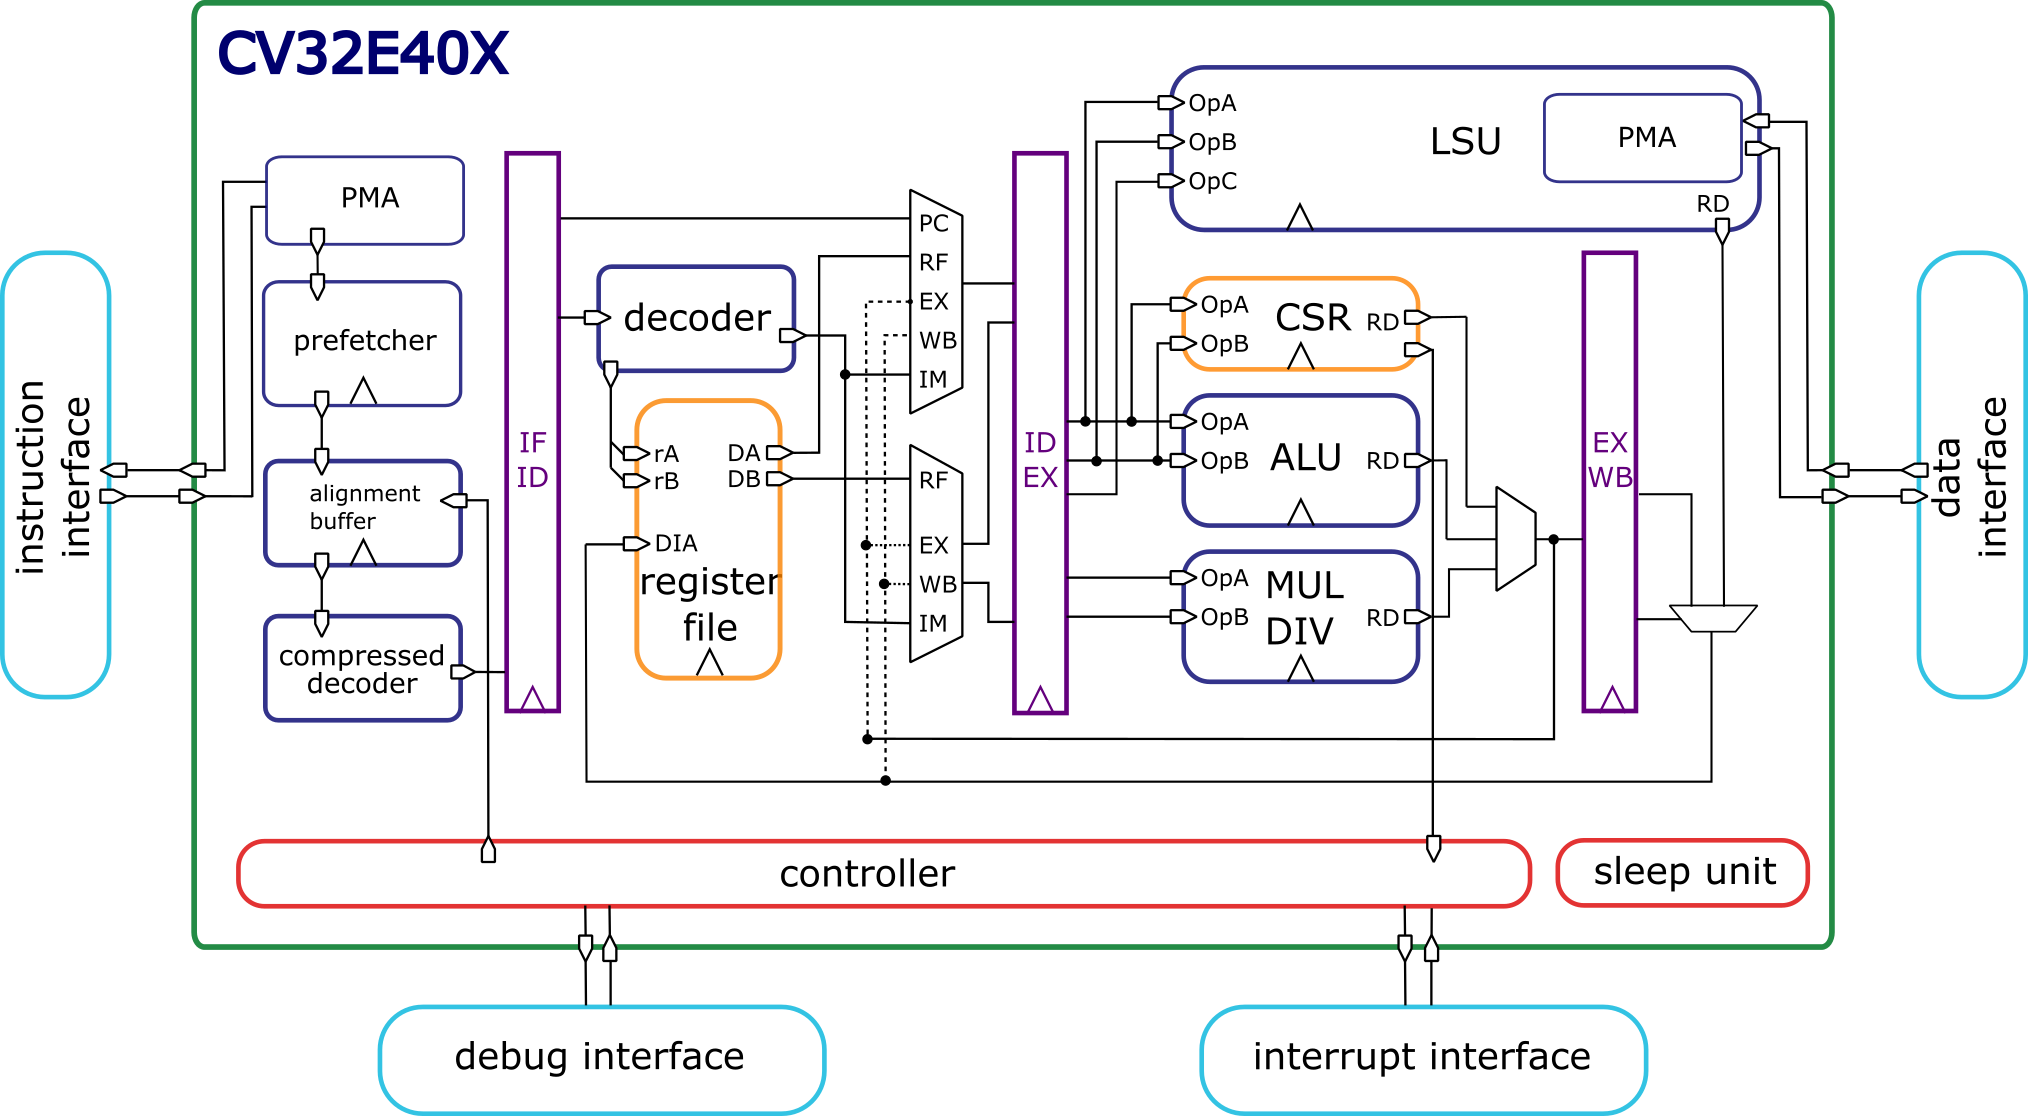 CV32E40X
instruction
interface
PMA
prefetcher
alignment
buffer
compressed
decoder
IF
ID
decoder
rA
rB
DA
DB
DIA
register
file
PC
RF
EX
WB
IM
RF
EX
WB
IM
ID
EX
OpA
OpB
OpC
LSU
PMA
RD
OpA
OpB
CSR
RD
OpA
OpB
ALU
RD
OpA
OpB
MUL
DIV
RD
EX
WB
data
interface
controller
sleep unit
debug interface
interrupt interface